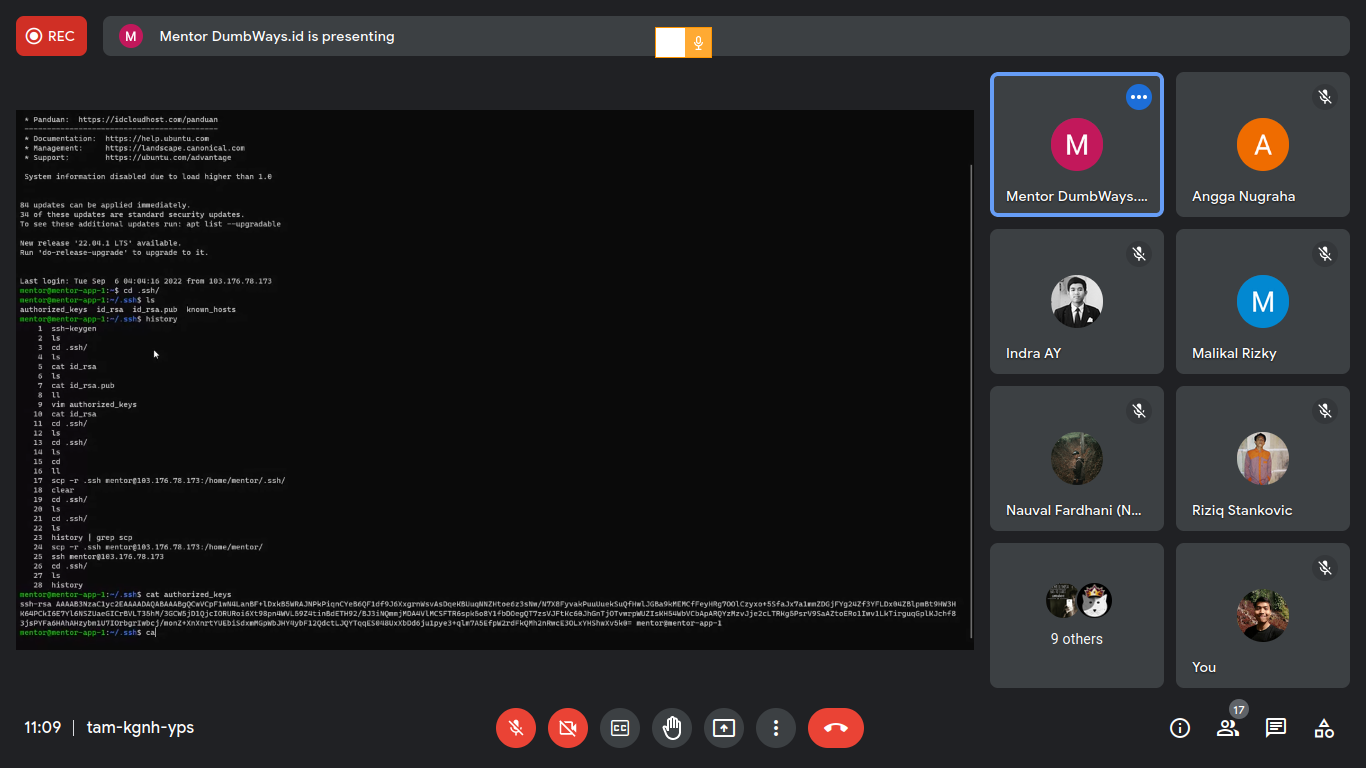 REC
M
Mentor DumbWays.id is presenting
* Panduan: https://idcloudhost.com/panduan
* Documentation: https://help.ubuntu.com
* Management: https://landscape.canonical.com
* Support: https://ubuntu.com/advantage
System information disabled due to load higher than 1.0
84 updates can be applied immediately.
34 of these updates are standard security updates.
To see these additional updates run: apt list --upgradable
New release '22.04.1 LTS' available.
Run 'do-release-upgrade' to upgrade to it.
Last login: Tue Sep 6 04:04:16 2022 from 103.176.78.173
mentor@mentor-app-1:~$ cd .ssh/
mentor@mentor-app-1:~/.ssh$ ls
authorized_keys id_rsa id_rsa.pub known_hosts
mentor@mentor-app-1:~/.ssh$ history
1 ssh-keygen
2 ls
3 cd .ssh/
4 ls
5 cat id_rsa
6 ls
7 cat id_rsa.pub
8 ll
9 vim authorized_keys
10 cat id_rsa
11 cd .ssh/
12 ls
13 cd .ssh/
14 ls
15 cd
16 ll
17 scp -r .ssh mentor@103.176.78.173:/home/mentor/.ssh/
18 clear
19 cd .ssh/
20 ls
21 cd .ssh/
22 ls
23 history | grep scp
24 scp -r .ssh mentor@103.176.78.173:/home/mentor/
25 ssh mentor@103.176.78.173
26 cd .ssh/
27 ls
28 history
mentor@mentor-app-1:~/.ssh$ cat authorized_keys
ssh-rsa
mentor@mentor-app-1
mentor@mentor-app-1:~/.ssh$ ca
M
Mentor DumbWays....
A
Angga Nugraha
Indra AY
M
Malikal Rizky
Nauval Fardhani (N...
Riziq Stankovic
9 others
You
11:09
tam-kgnh-yps
CC
17